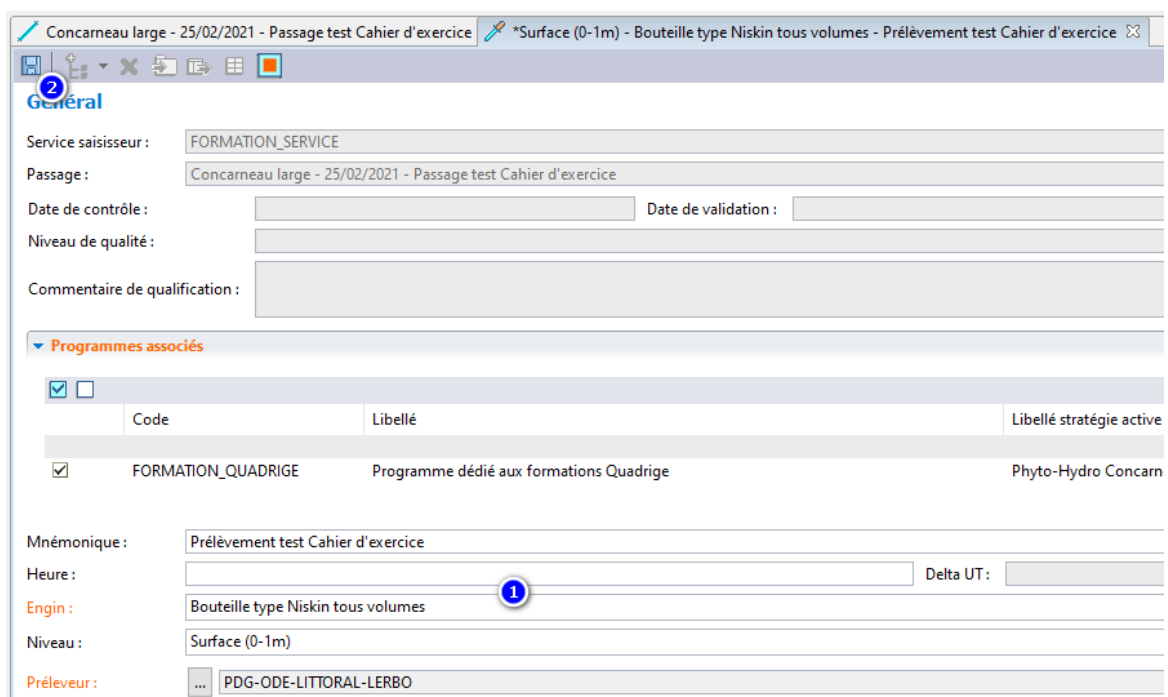 Concarneau large - 25/02/2021 - Passage test Cahier d'exercice *Surface (0-1m) - Bouteille type Niskin tous volumes - Prélèvement test Cahier d'exercice
2
Général
Service saisisseur : FORMATION_SERVICE
Passage : Concarneau large - 25/02/2021 - Passage test Cahier d'exercice
Date de contrôle : Date de validation :
Niveau de qualité :
Commentaire de qualification :
Programmes associés
Code Libellé Libellé stratégie active
FORMATION_QUADRIGE Programme dédié aux formations Quadrige Phyto-Hydro Concarn
Mnémonique : Prélèvement test Cahier d'exercice
Heure : Delta UT :
1
Engin : Bouteille type Niskin tous volumes
Niveau : Surface (0-1m)
Préleveur : ... PDG-ODE-LITTORAL-LERBO